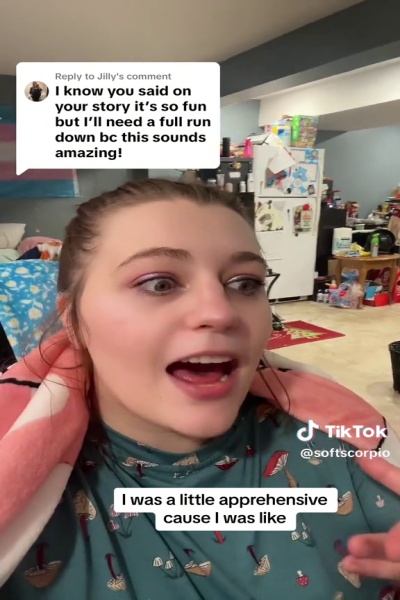 Reply to Jilly's comment
I know you said on
your story it's so fun
but I'll need a full run
down bc this sounds
amazing!
TikTok
@softscorpio
I was a little apprehensive
cause I was like